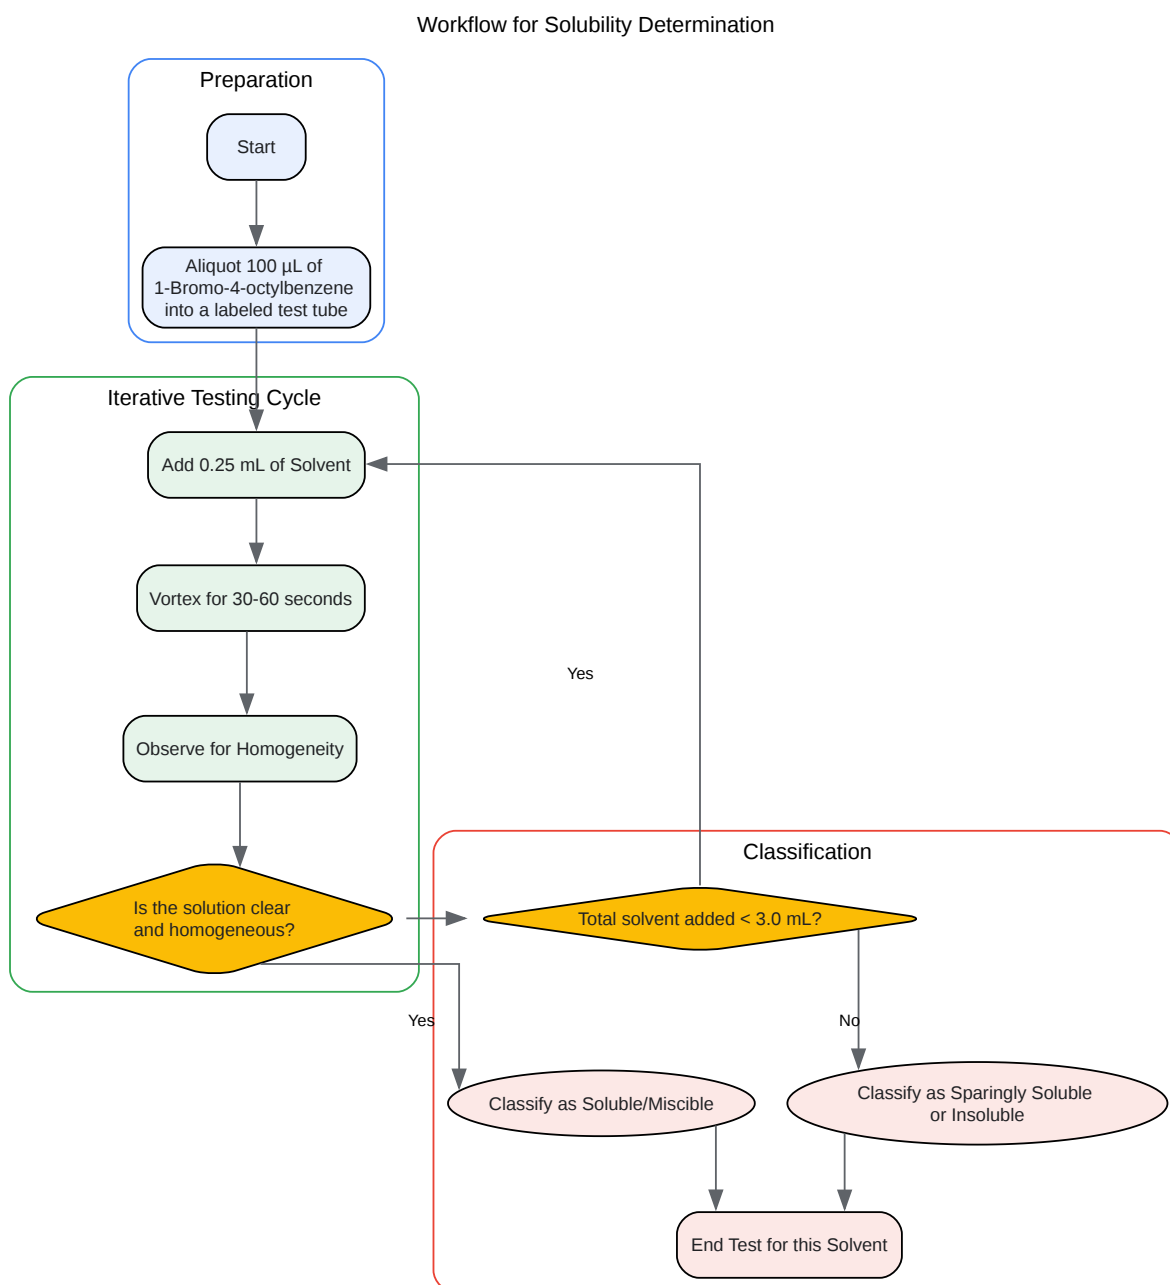 Workflow for Solubility Determination
Preparation
Start
Aliquot 100 µL of
1-Bromo-4-octylbenzene
into a labeled test tube
Iterative Testing Cycle
Add 0.25 mL of Solvent
Vortex for 30-60 seconds
Yes
Observe for Homogeneity
Classification
Is the solution clear
and homogeneous?
Total solvent added < 3.0 mL?
Yes
No
Classify as Soluble/Miscible
Classify as Sparingly Soluble
or Insoluble
End Test for this Solvent